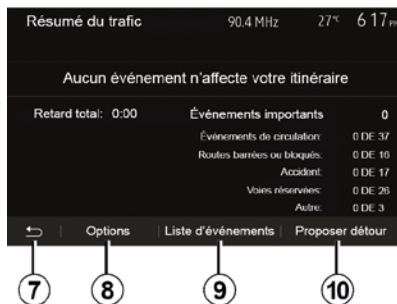 Résumé du trafic 90.4 MHz 27°C 6 17 PM
Aucun événement n'affecte votre itinéraire
Retard total: 0:00 Événements importants 0
Événements de circulation: 0 DE 37
Routes barrées ou bloqués: 0 DE 16
Accident: 0 DE 17
Voies réservées: 0 DE 26
Autre: 0 DE 3
Options Liste d'événements Proposer détour
7 8 9 10